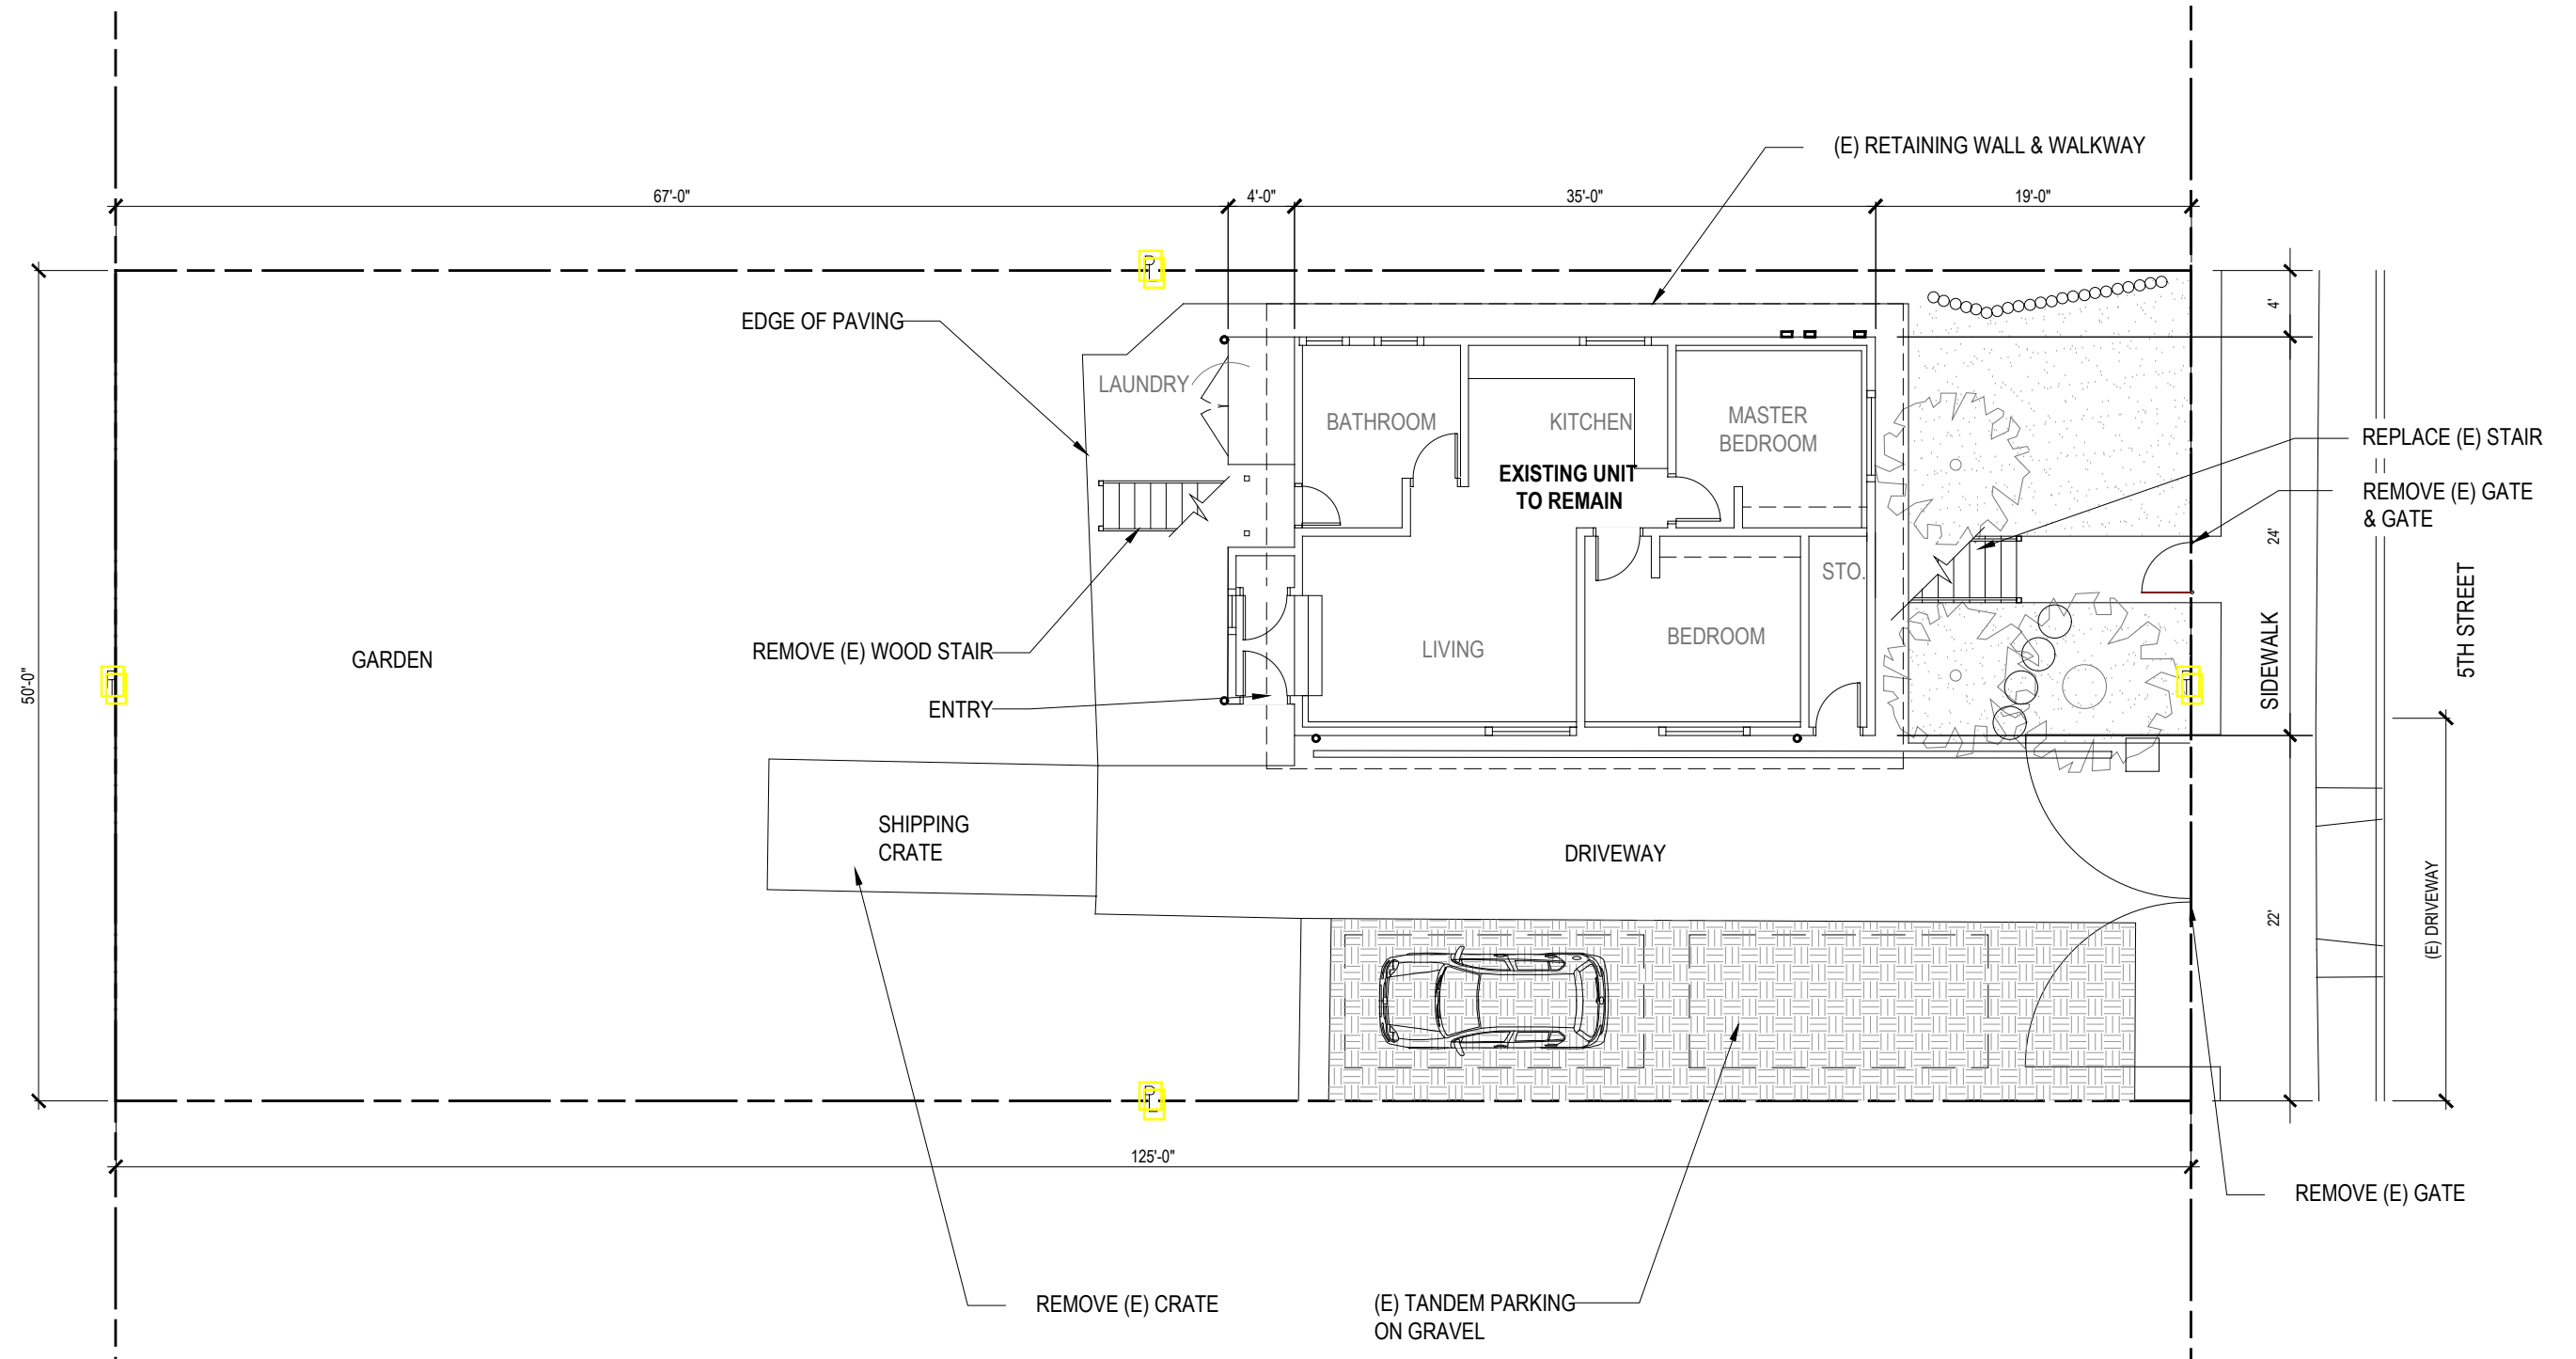 (E) RETAINING WALL & WALKWAY
67'-0"
4'-0"
35'-0"
19'-0"
EDGE OF PAVING
4'
LAUNDRY
BATHROOM
KITCHEN
MASTER
BEDROOM
REPLACE (E) STAIR
EXISTING UNIT
TO REMAIN
REMOVE (E) GATE
& GATE
24'
STO.
5TH STREET
SIDEWALK
REMOVE (E) WOOD STAIR
LIVING
BEDROOM
GARDEN
50'-0"
ENTRY
SHIPPING
CRATE
DRIVEWAY
22'
(E) DRIVEWAY
125'-0"
REMOVE (E) GATE
REMOVE (E) CRATE
(E) TANDEM PARKING
ON GRAVEL